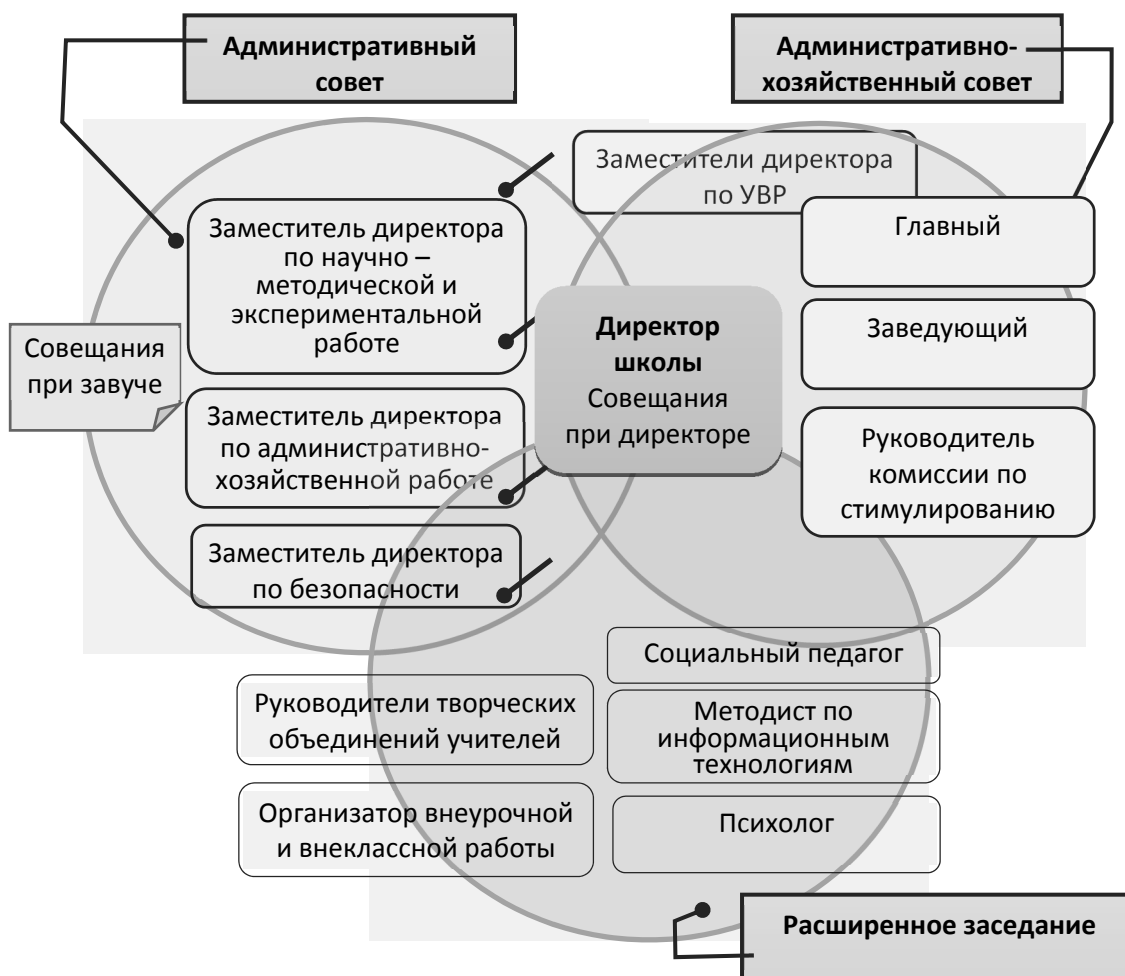 Административный
совет
Административно-
хозяйственный совет
Заместители директора
по УВР
Заместитель директора
по научно –
методической и
экспериментальной
работе
Главный
Директор
школы
Совещания
при директоре
Заведующий
Совещания
при завуче
Заместитель директора
по административно-
хозяйственной работе
Руководитель
комиссии по
стимулированию
Заместитель директора
по безопасности
Социальный педагог
Руководители творческих
объединений учителей
Методист по
информационным
технологиям
Организатор внеурочной
и внеклассной работы
Психолог
Расширенное заседание